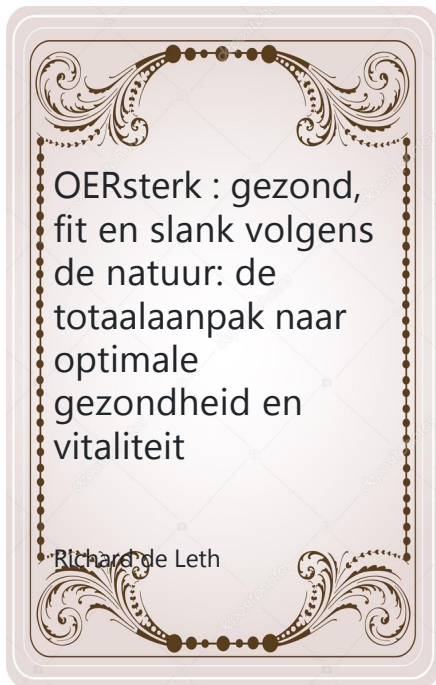 OERsterk : gezond,
fit en slank volgens
de natuur: de
totaalaanpak naar
optimale
gezondheid en
vitaliteit
Richard de Leth